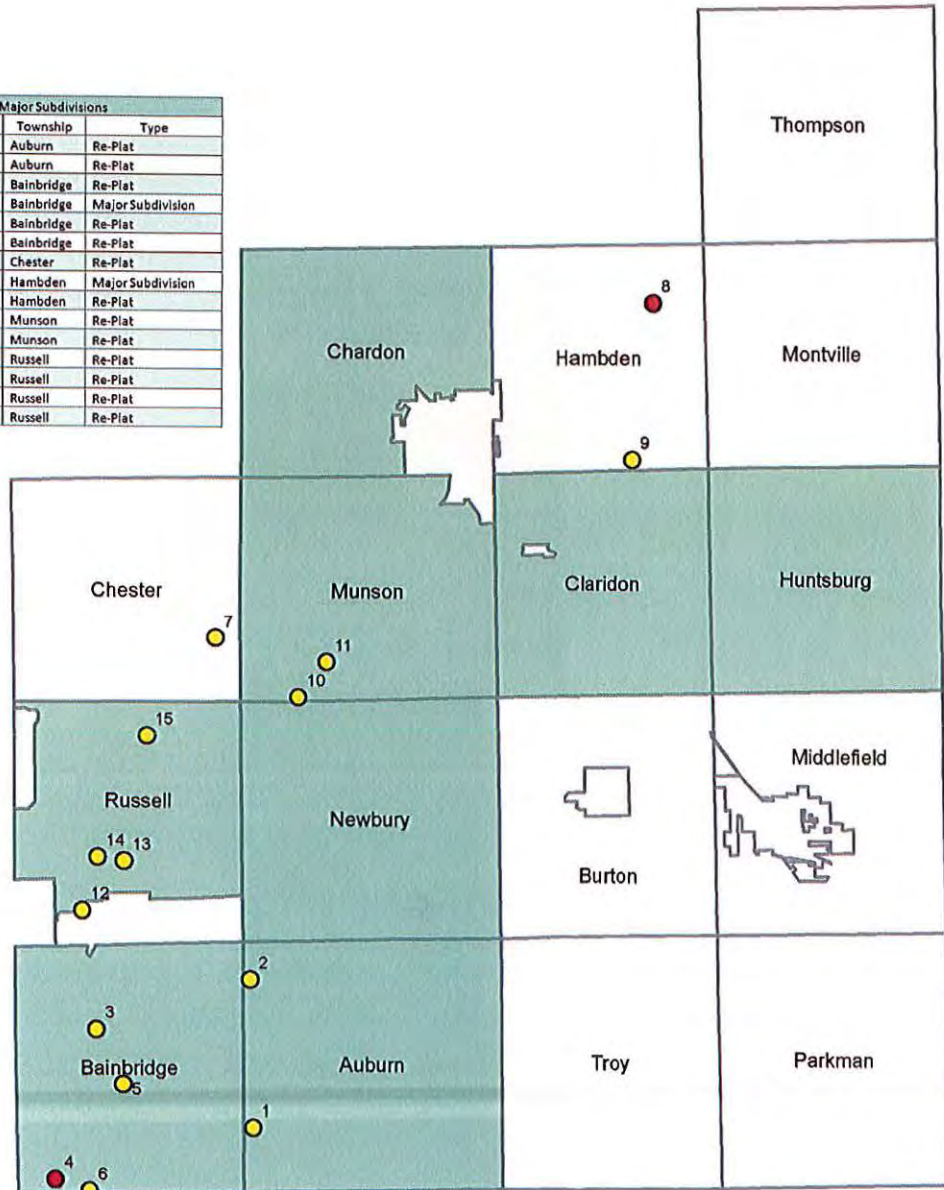 Major Subdivisions
Township Type
Auburn Re-Plat
Auburn Re-Plat
Bainbridge Re-Plat
Bainbridge Major Subdivision
Bainbridge Re-Plat
Bainbridge Re-Plat
Chester Re-Plat
Hambden Major Subdivision
Hambden Re-Plat
Munson Re-Plat
Munson Re-Plat
Russell Re-Plat
Russell Re-Plat
Russell Re-Plat
Russell Re-Plat
Thompson
8
Chardon
Hambden
Montville
9
Chester
Munson
Claridon
Huntsburg
7
11
10
15
Middlefield
Russell
Newbury
14
13
Burton
12
2
3
Bainbridge
Auburn
Troy
Parkman
5
1
4
6